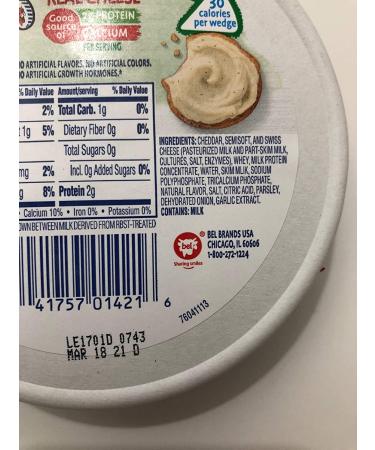 REAL CHEESE
Good source of
2g PROTEIN
CALCIUM
PER SERVING
30 calories per wedge
NO ARTIFICIAL FLAVORS. NO ARTIFICIAL COLORS.
NO ARTIFICIAL GROWTH HORMONES.*
% Daily Value Amount/serving % Daily Value
2% Total Carb. 1g 0%
1g 5% Dietary Fiber 0g 0%
Total Sugars 0g
mg 2% Incl. 0g Added Sugars 0%
g 8% Protein 2g
• Calcium 10% • Iron 0% • Potassium 0%
OWN BETWEEN MILK DERIVED FROM RBST-TREATED
INGREDIENTS: CHEDDAR, SEMISOFT, AND SWISS
CHEESE (PASTEURIZED MILK AND PART-SKIM MILK,
CULTURES, SALT, ENZYMES), WHEY, MILK PROTEIN
CONCENTRATE, WATER, SKIM MILK, SODIUM
POLYPHOSPHATE, TRICALCIUM PHOSPHATE,
NATURAL FLAVOR, SALT, CITRIC ACID, PARSLEY,
DEHYDRATED ONION, GARLIC EXTRACT.
CONTAINS: MILK
bel
Sharing smiles
BEL BRANDS USA
CHICAGO, IL 60606
1-800-272-1224
41757 01421 6
76041113
LE1701D 0743
MAR 18 21 D